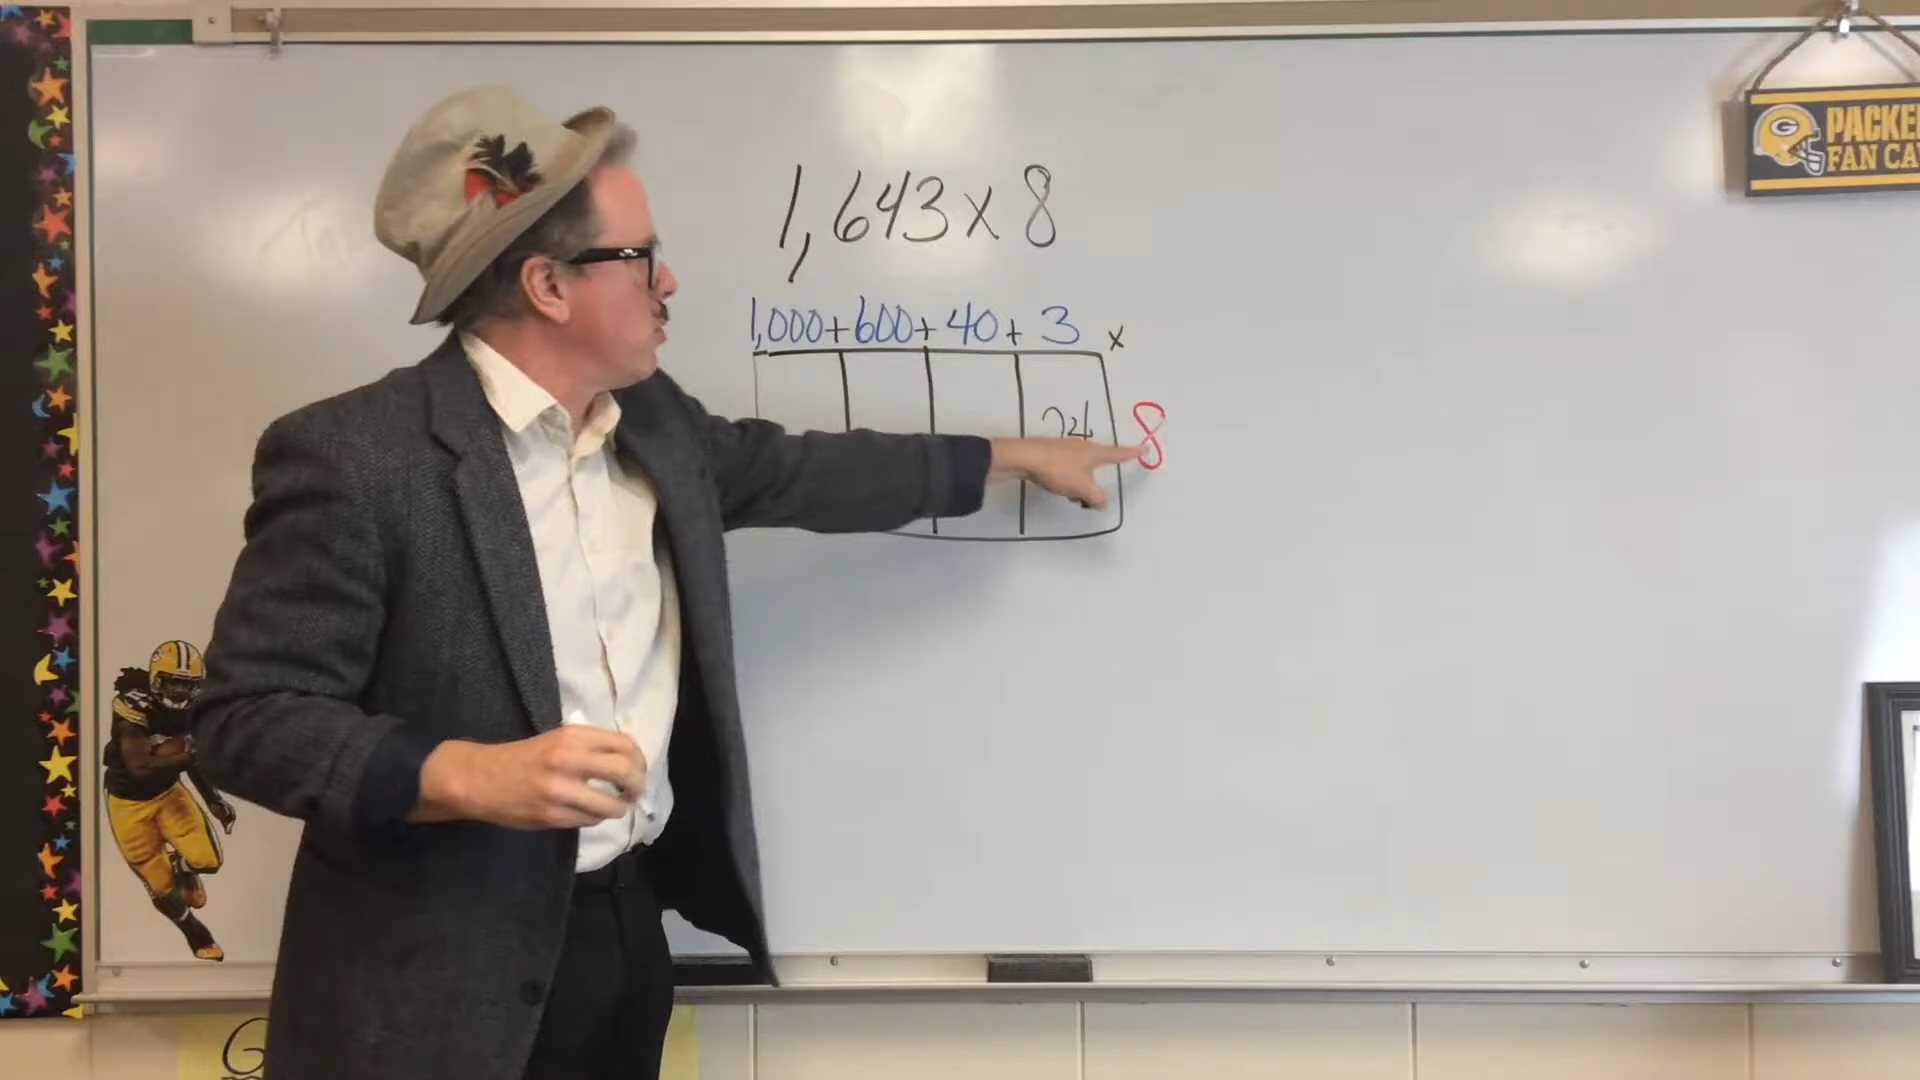 1,643 x 8
1,000+600+40+3 x
24 8
PACKE
FAN CA
G